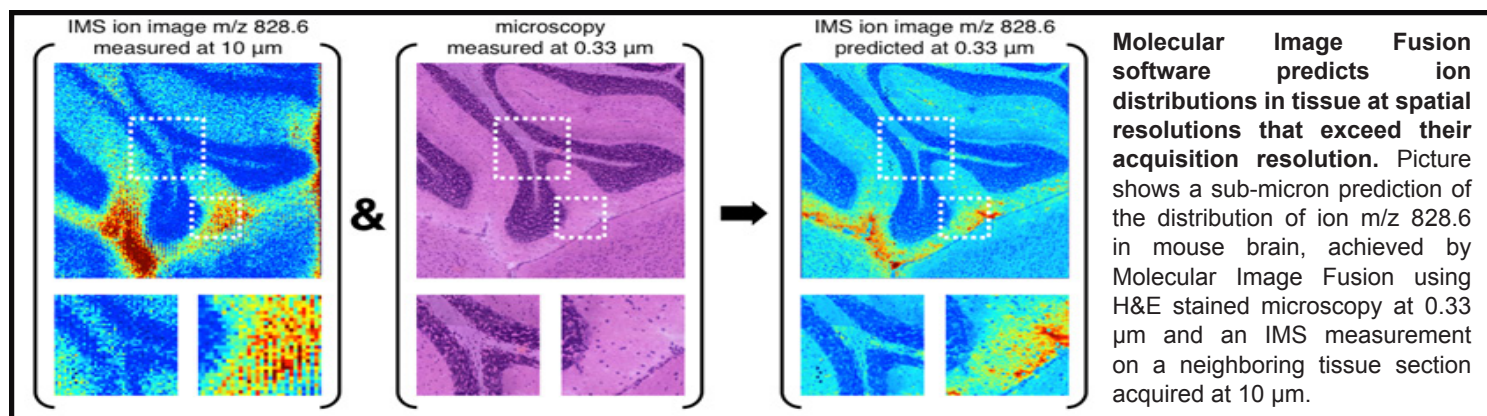 IMS ion image m/z 828.6
measured at 10 µm
microscopy
measured at 0.33 µm
IMS ion image m/z 828.6
predicted at 0.33 µm
&
Molecular Image Fusion
software predicts ion
distributions in tissue at spatial
resolutions that exceed their
acquisition resolution. Picture
shows a sub-micron prediction of
the distribution of ion m/z 828.6
in mouse brain, achieved by
Molecular Image Fusion using
H&E stained microscopy at 0.33
µm and an IMS measurement
on a neighboring tissue section
acquired at 10 µm.